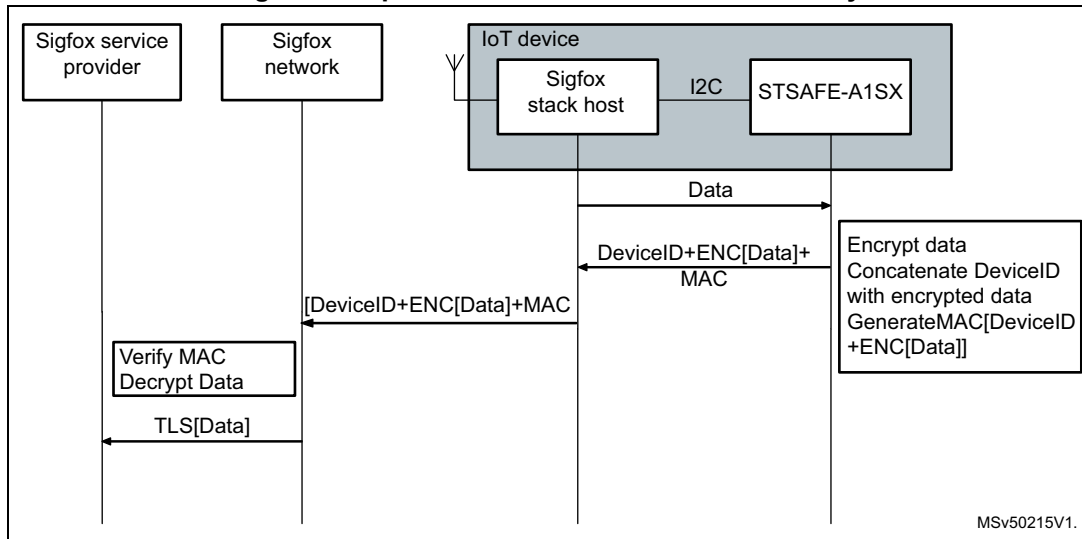 Sigfox service
provider
Sigfox
network
IoT device
Sigfox
stack host
I2C
STSAFE-A1SX
Data
DeviceID+ENC[Data]+
MAC
Encrypt data
Concatenate DeviceID
with encrypted data
GenerateMAC[DeviceID
+ENC[Data]]
[DeviceID+ENC[Data]+MAC
Verify MAC
Decrypt Data
TLS[Data]
MSv50215V1.